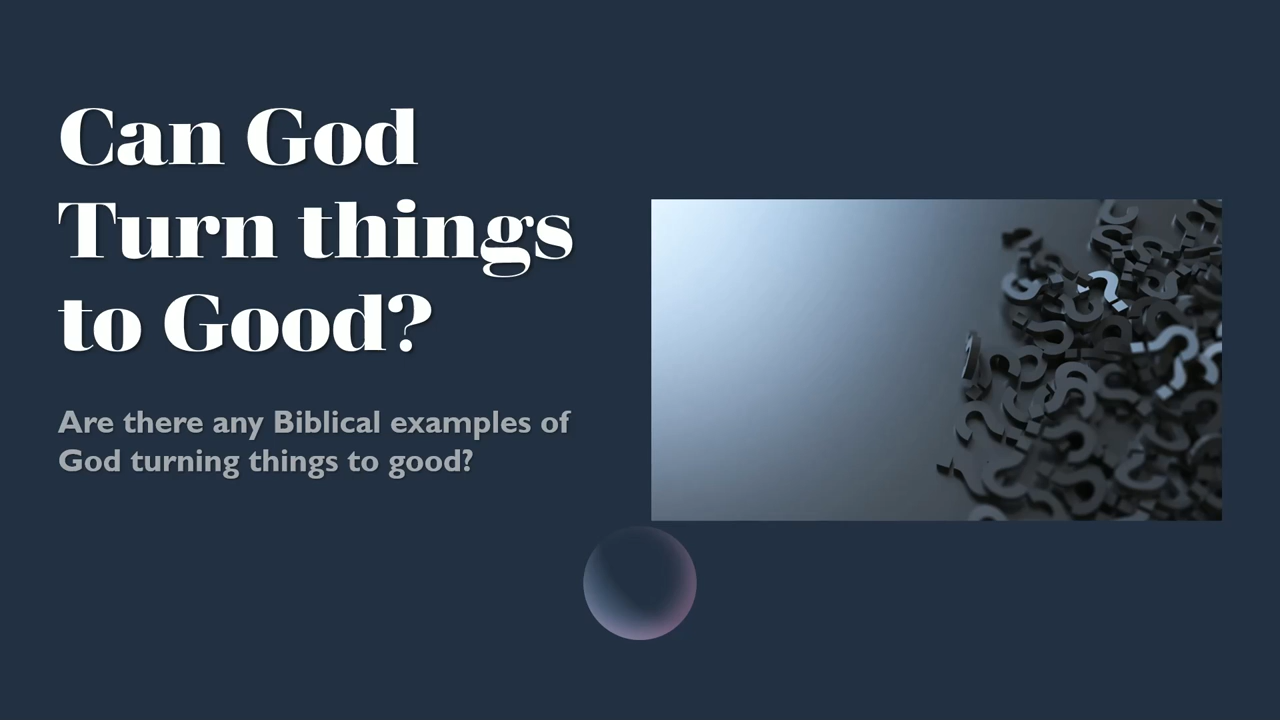 Can God
Turn things
to Good?
Are there any Biblical examples of
God turning things to good?